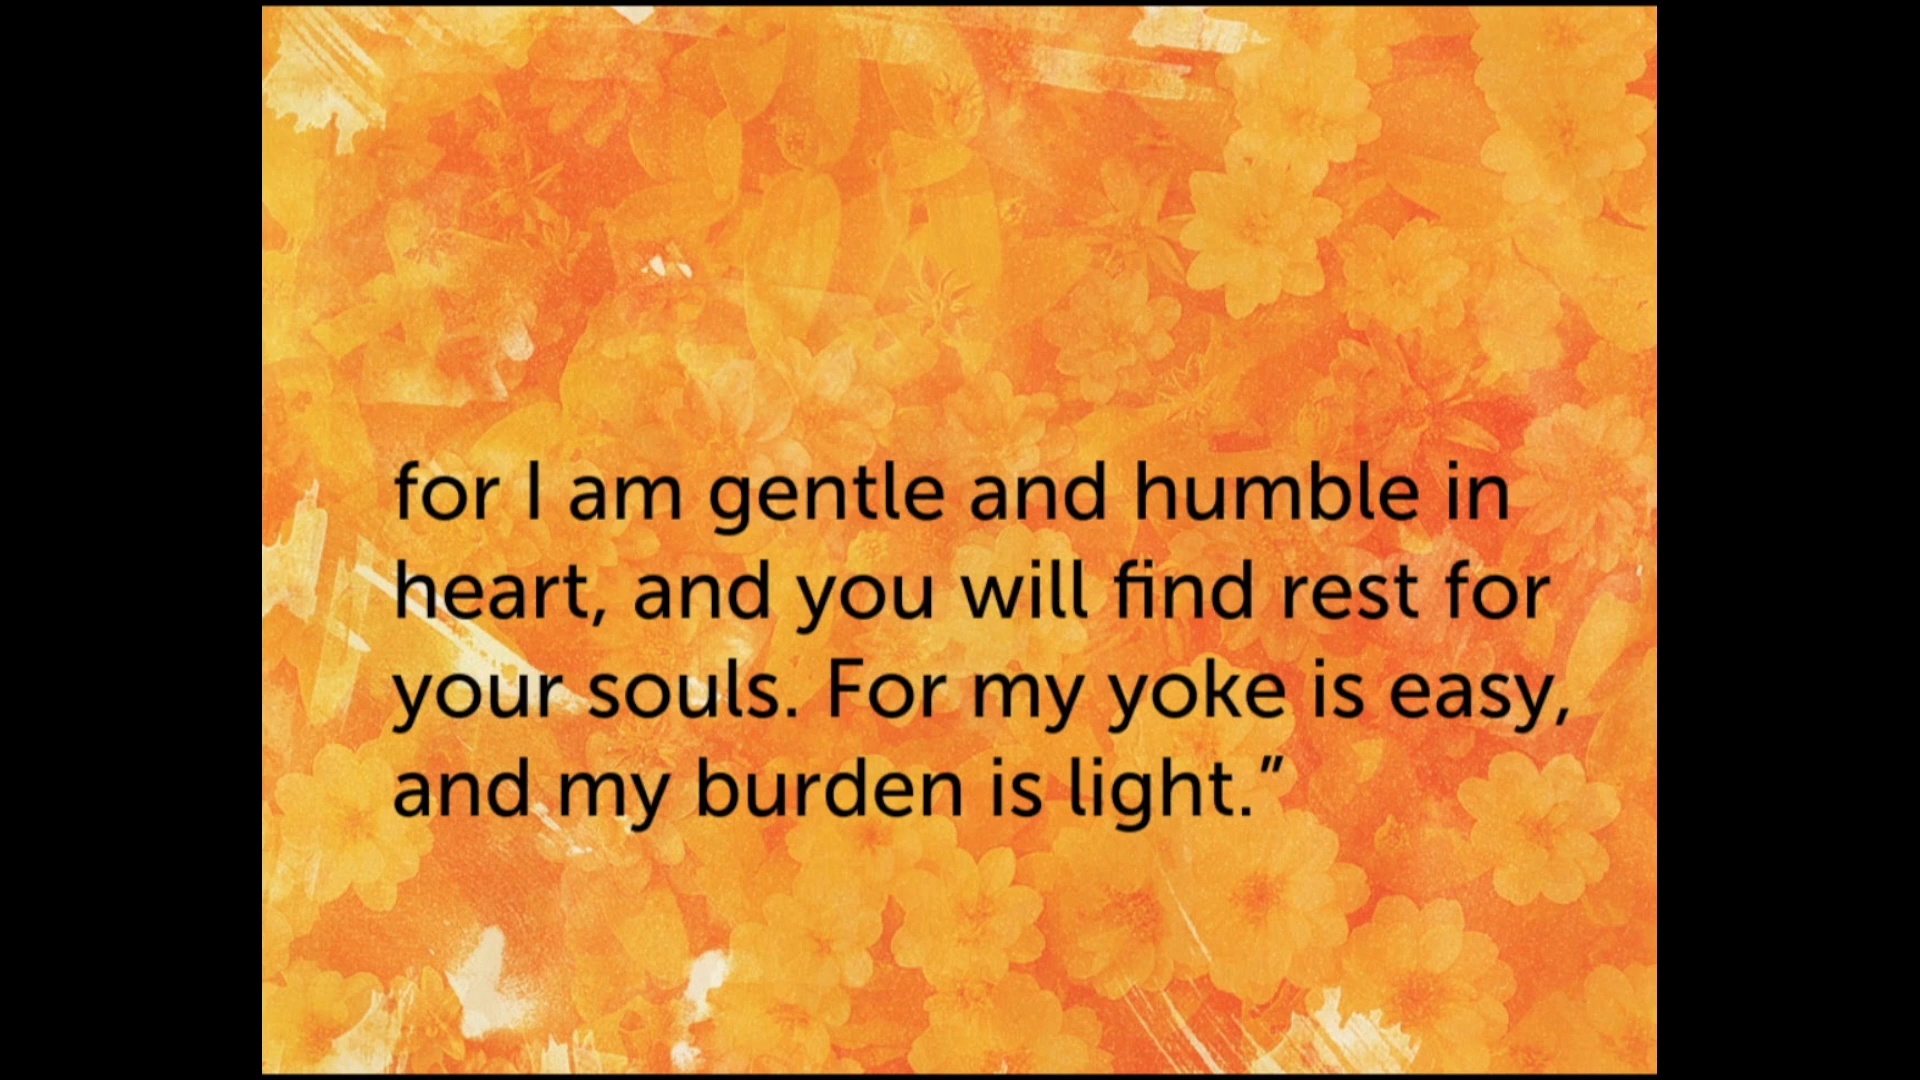 for I am gentle and humble in
heart, and you will find rest for
your souls. For my yoke is easy,
and my burden is light.”